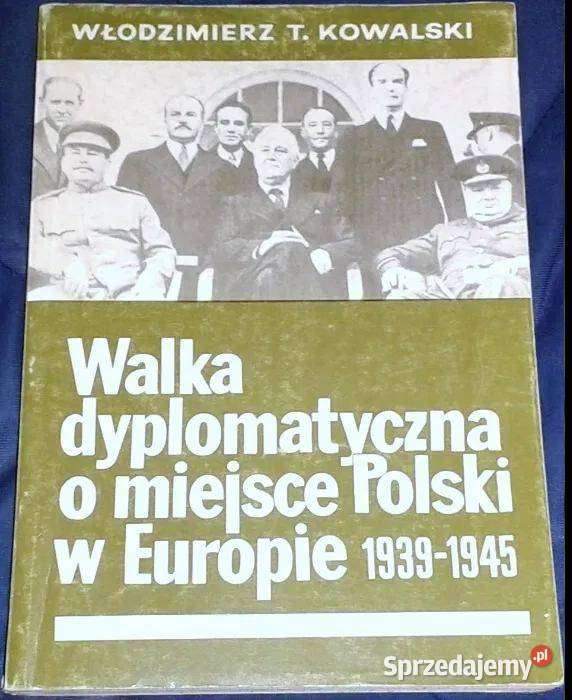 WŁODZIMIERZ T. KOWALSKI
Walka
dyplomatyczna
o miejsce Polski
w Europie 1939-1945
Sprzedajemy.pl